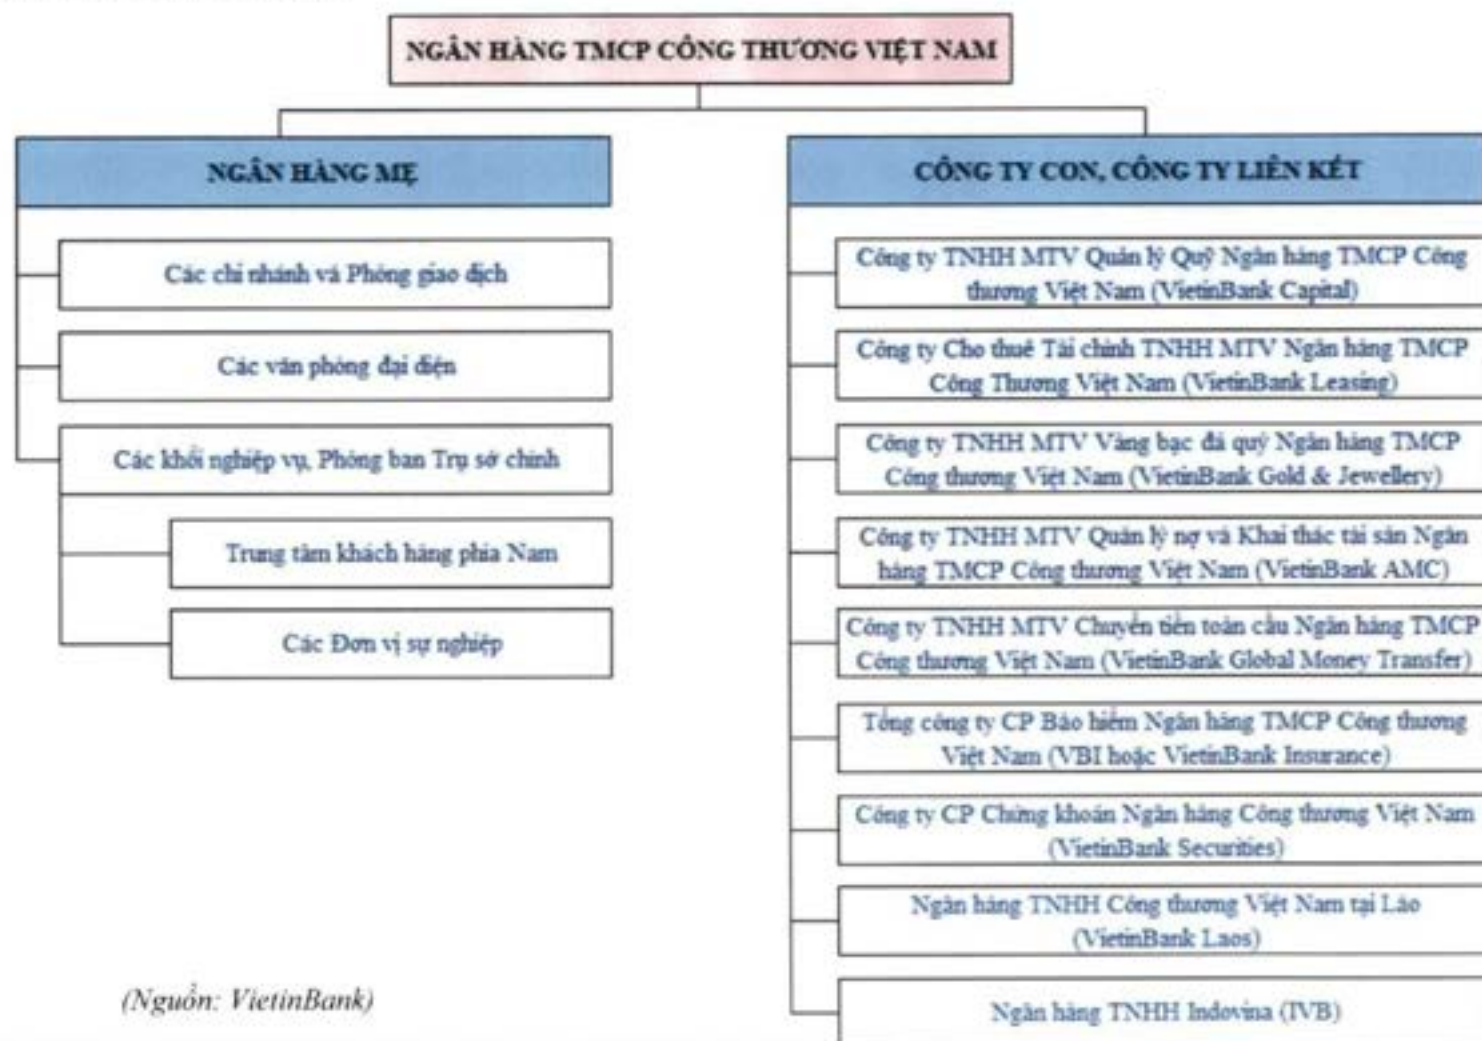 NGÂN HÀNG TMCP CÔNG THƯƠNG VIỆT NAM
NGÂN HÀNG MẸ
Các chi nhánh và Phòng giao dịch
Các văn phòng đại diện
Các khối nghiệp vụ, Phòng ban Trụ sở chính
Trung tâm khách hàng phía Nam
Các Đơn vị sự nghiệp
CÔNG TY CON, CÔNG TY LIÊN KẾT
Công ty TNHH MTV Quản lý Quỹ Ngân hàng TMCP Công
thương Việt Nam (VietinBank Capital)
Công ty Cho thuê Tài chính TNHH MTV Ngân hàng TMCP
Công Thương Việt Nam (VietinBank Leasing)
Công ty TNHH MTV Vàng bạc đá quý Ngân hàng TMCP
Công thương Việt Nam (VietinBank Gold & Jewellery)
Công ty TNHH MTV Quản lý nợ và Khai thác tài sản Ngân
hàng TMCP Công thương Việt Nam (VietinBank AMC)
Công ty TNHH MTV Chuyển tiền toàn cầu Ngân hàng TMCP
Công thương Việt Nam (VietinBank Global Money Transfer)
Tổng công ty CP Bảo hiểm Ngân hàng TMCP Công thương
Việt Nam (VBI hoặc VietinBank Insurance)
Công ty CP Chứng khoán Ngân hàng Công thương Việt Nam
(VietinBank Securities)
Ngân hàng TNHH Công thương Việt Nam tại Lào
(VietinBank Laos)
Ngân hàng TNHH Indovina (IVB)
(Nguồn: VietinBank)